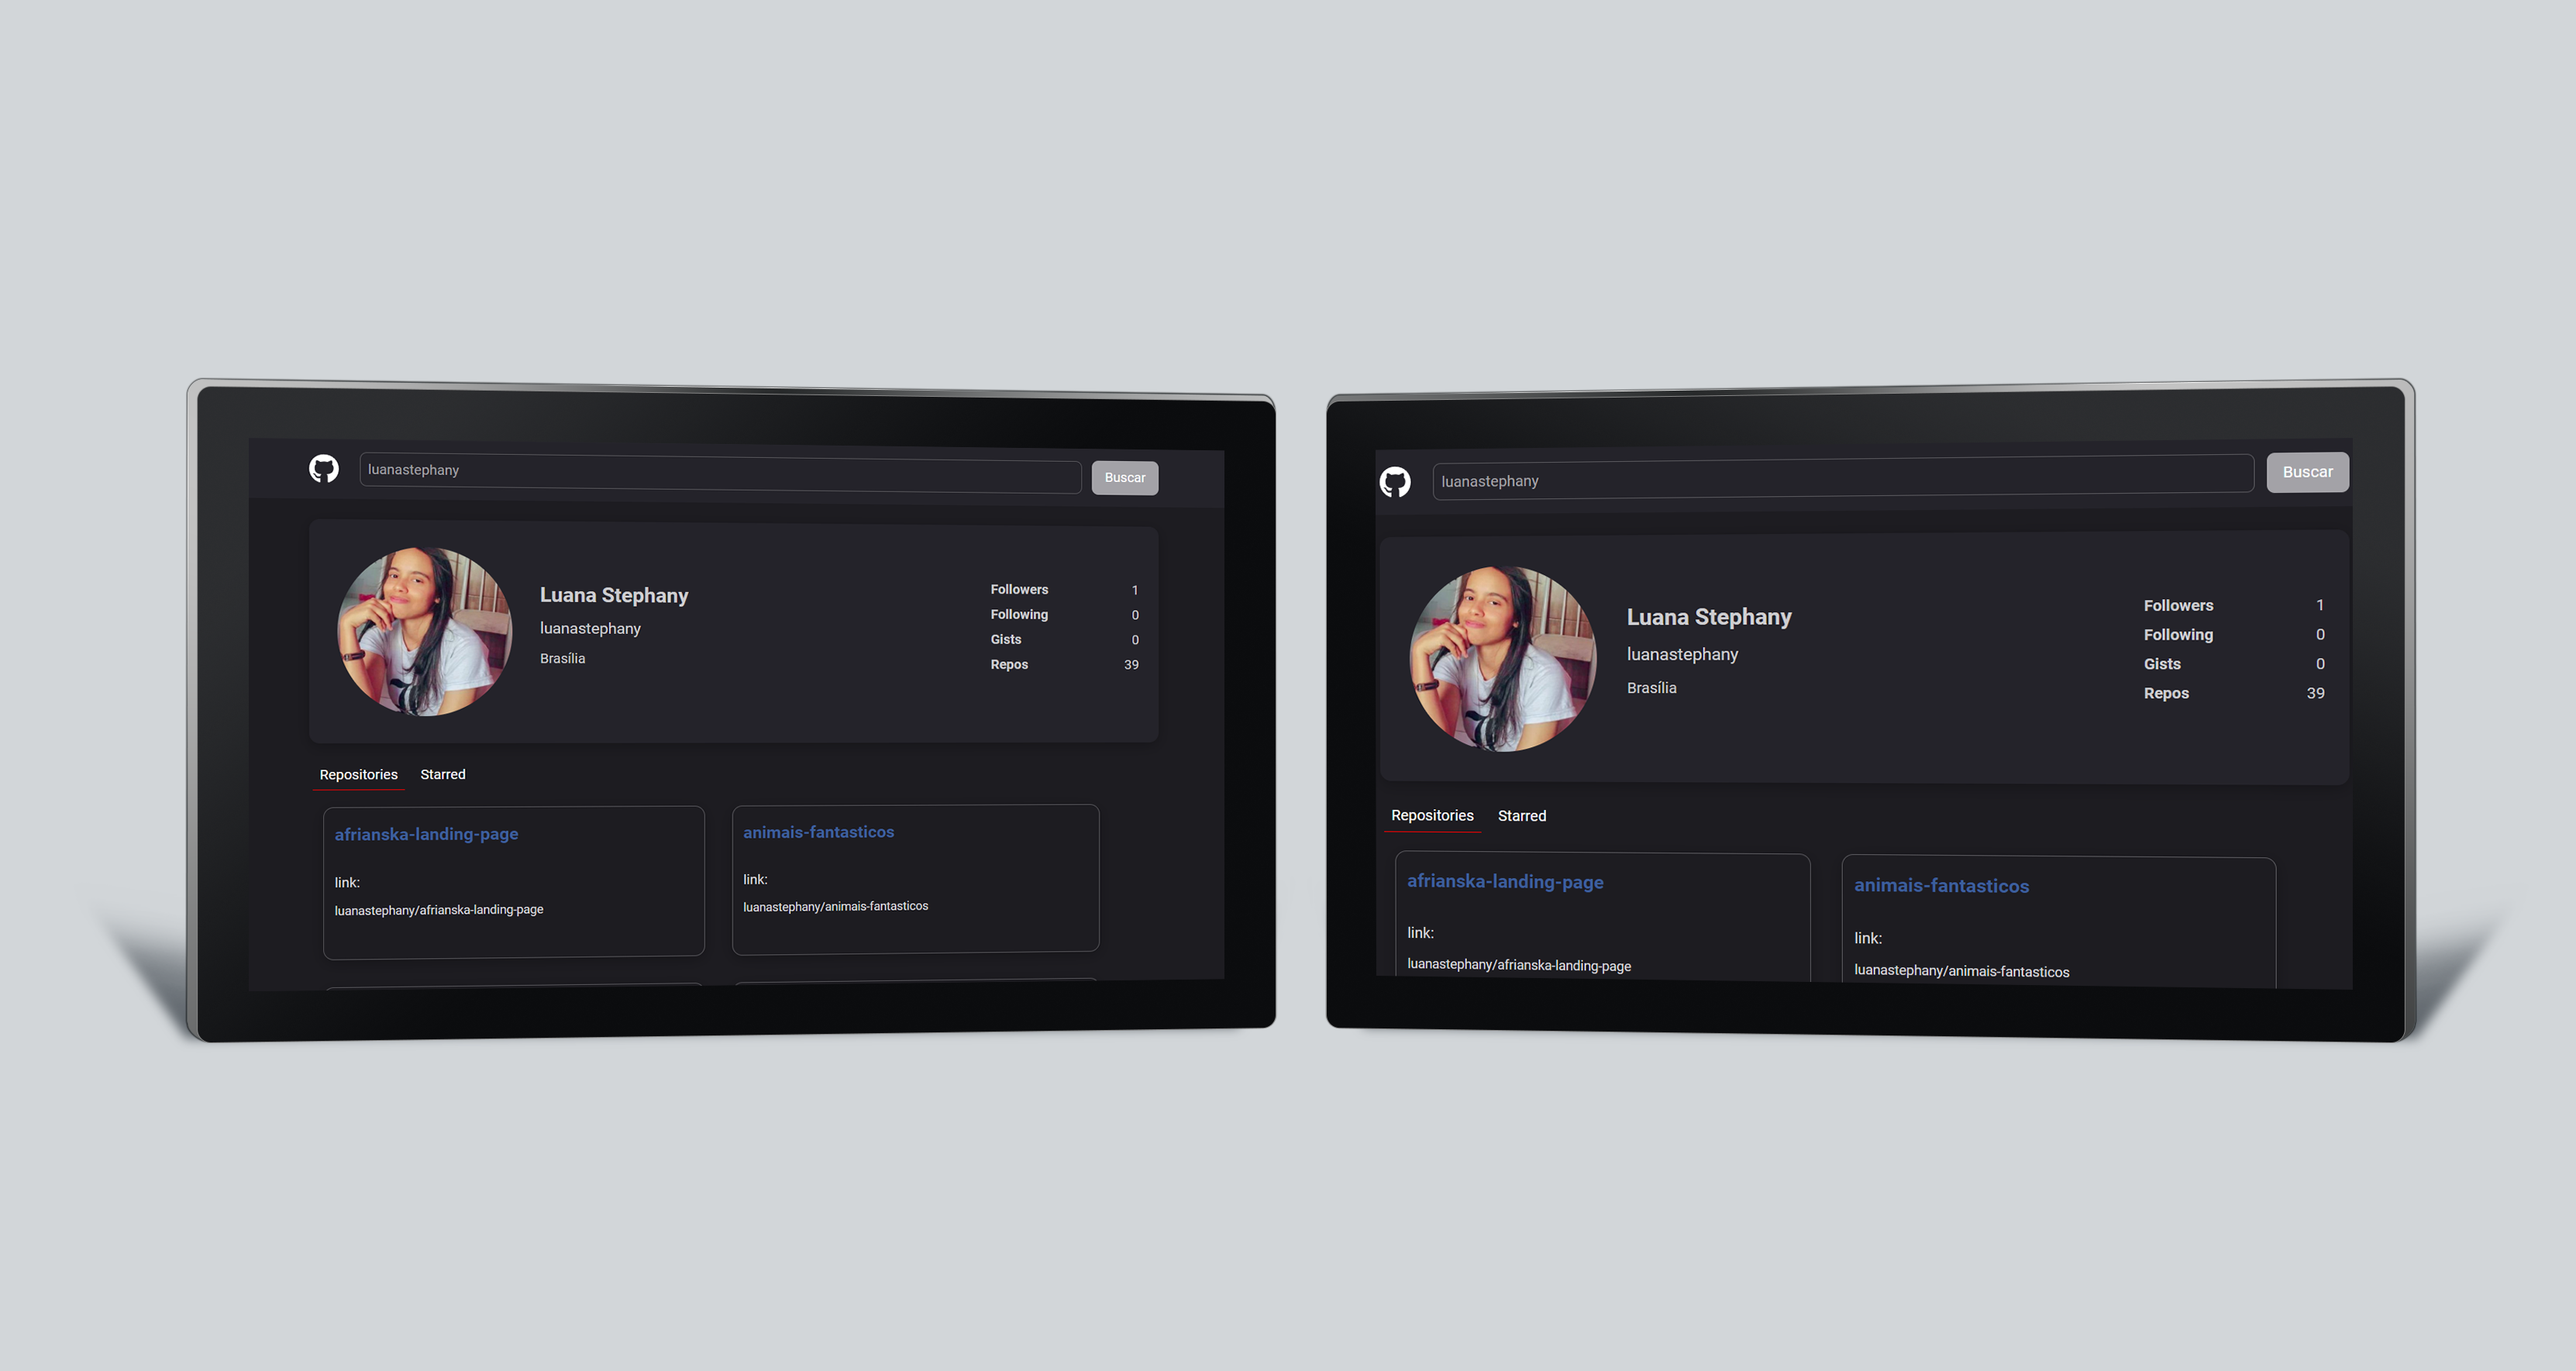 luanastephany
Buscar
Luana Stephany
luanastephany
Brasília
Followers 1
Following 0
Gists 0
Repos 39
Repositories Starred
afrianska-landing-page animais-fantasticos
link: link:
luanastephany/afrianska-landing-page luanastephany/animais-fantasticos
luanastephany
Buscar
Luana Stephany
luanastephany
Brasília
Followers 1
Following 0
Gists 0
Repos 39
Repositories Starred
afrianska-landing-page animais-fantasticos
link: link:
luanastephany/afrianska-landing-page luanastephany/animais-fantasticos